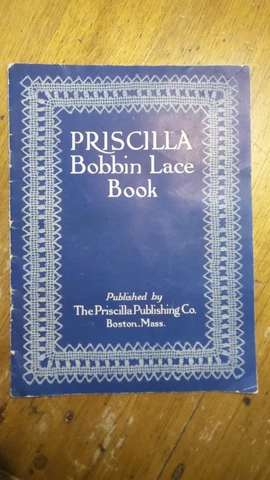 PRISCILLA
Bobbin Lace
Book
Published by
The Priscilla Publishing Co.
Boston, Mass.